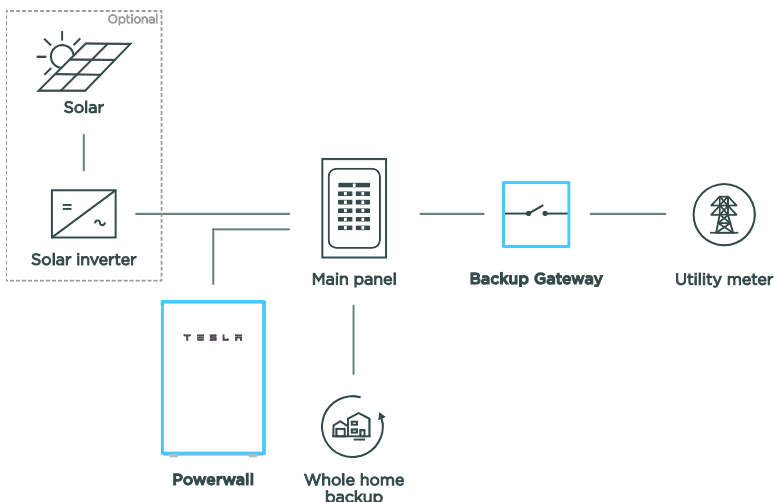 Optional
Solar
Solar inverter
Main panel
Backup Gateway
Utility meter
TESLA
Powerwall
Whole home
backup